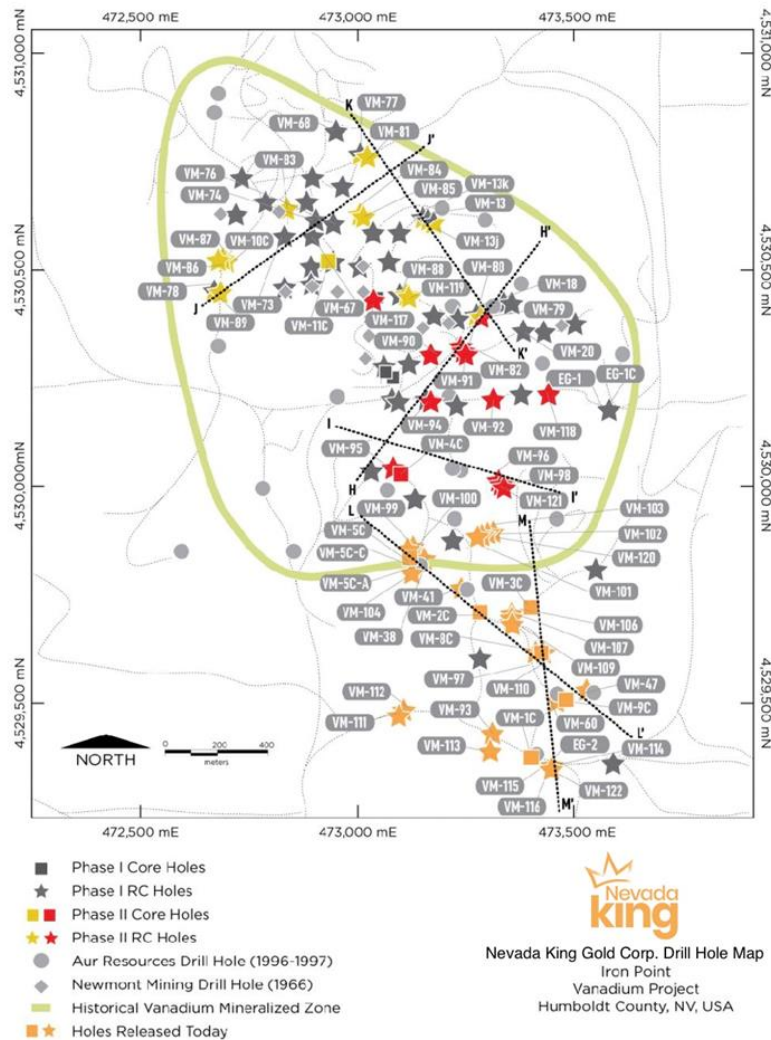 472,500 mE 473,000 mE 473,500 mE
4,531,000 mN 4,531,000 mN
K
VM-77
VM-68
VM-81
J'
VM-83
VM-84
VM-76
VM-85
VM-13k
VM-74
VM-13
H'
VM-87
VM-10C
VM-13j
VM-86
VM-88
VM-80
4,530,500 mN 4,530,500 mN
VM-78
VM-119
VM-18
J
VM-73
VM-67
VM-79
VM-89
VM-11C
VM-117
VM-90
K'
VM-20
VM-82
EG-1
EG-1C
VM-91
VM-94
VM-92
VM-118
I
VM-4C
VM-95
VM-96
VM-98
H
I'
4,530,000mN 4,530,000 mN
VM-121
VM-100
VM-99
L
M
VM-103
VM-5C
VM-102
VM-5C-C
VM-120
VM-5C-A
VM-3C
VM-101
VM-41
VM-104
VM-2C
VM-106
VM-38
VM-8C
VM-107
VM-109
VM-97
VM-110
VM-47
VM-112
VM-93
VM-9C
4,529,500 mN 4,529,500 mN
VM-111
VM-1C
VM-60
L'
VM-113
EG-2
VM-114
NORTH
0 200 400
meters
VM-115
VM-122
VM-116
M'
472,500 mE 473,000 mE 473,500 mE
Phase I Core Holes
Phase I RC Holes
Phase II Core Holes
Phase II RC Holes
Aur Resources Drill Hole (1996-1997)
Newmont Mining Drill Hole (1966)
Historical Vanadium Mineralized Zone
Holes Released Today
Nevada
king
Nevada King Gold Corp. Drill Hole Map
Iron Point
Vanadium Project
Humboldt County, NV, USA